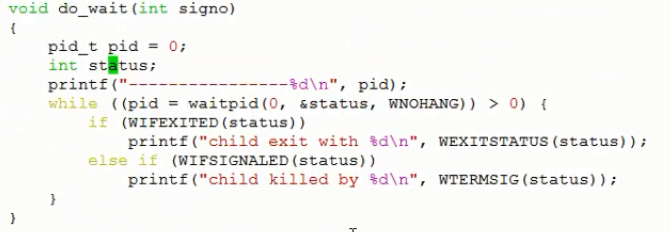 void do_wait(int signo)
{
    pid_t pid = 0;
    int status;
    printf("----------------%d\n", pid);
    while ((pid = waitpid(0, &status, WNOHANG)) > 0) {
        if (WIFEXITED(status))
            printf("child exit with %d\n", WEXITSTATUS(status));
        else if (WIFSIGNALED(status))
            printf("child killed by %d\n", WTERMSIG(status));
    }
}